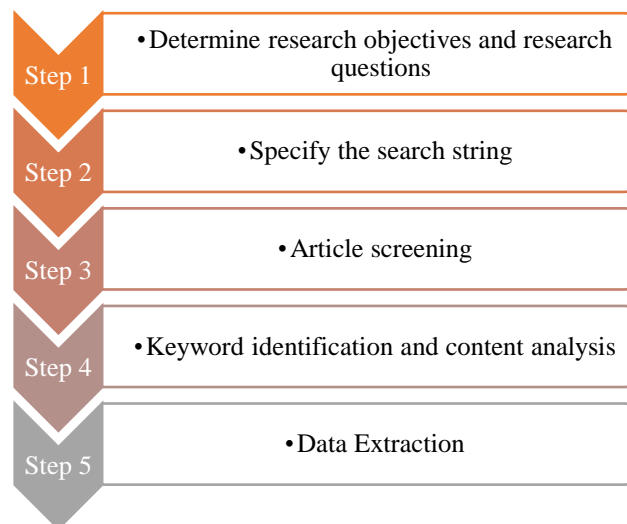 Step 1
•Determine research objectives and research
questions
Step 2
•Specify the search string
Step 3
•Article screening
Step 4
•Keyword identification and content analysis
Step 5
•Data Extraction